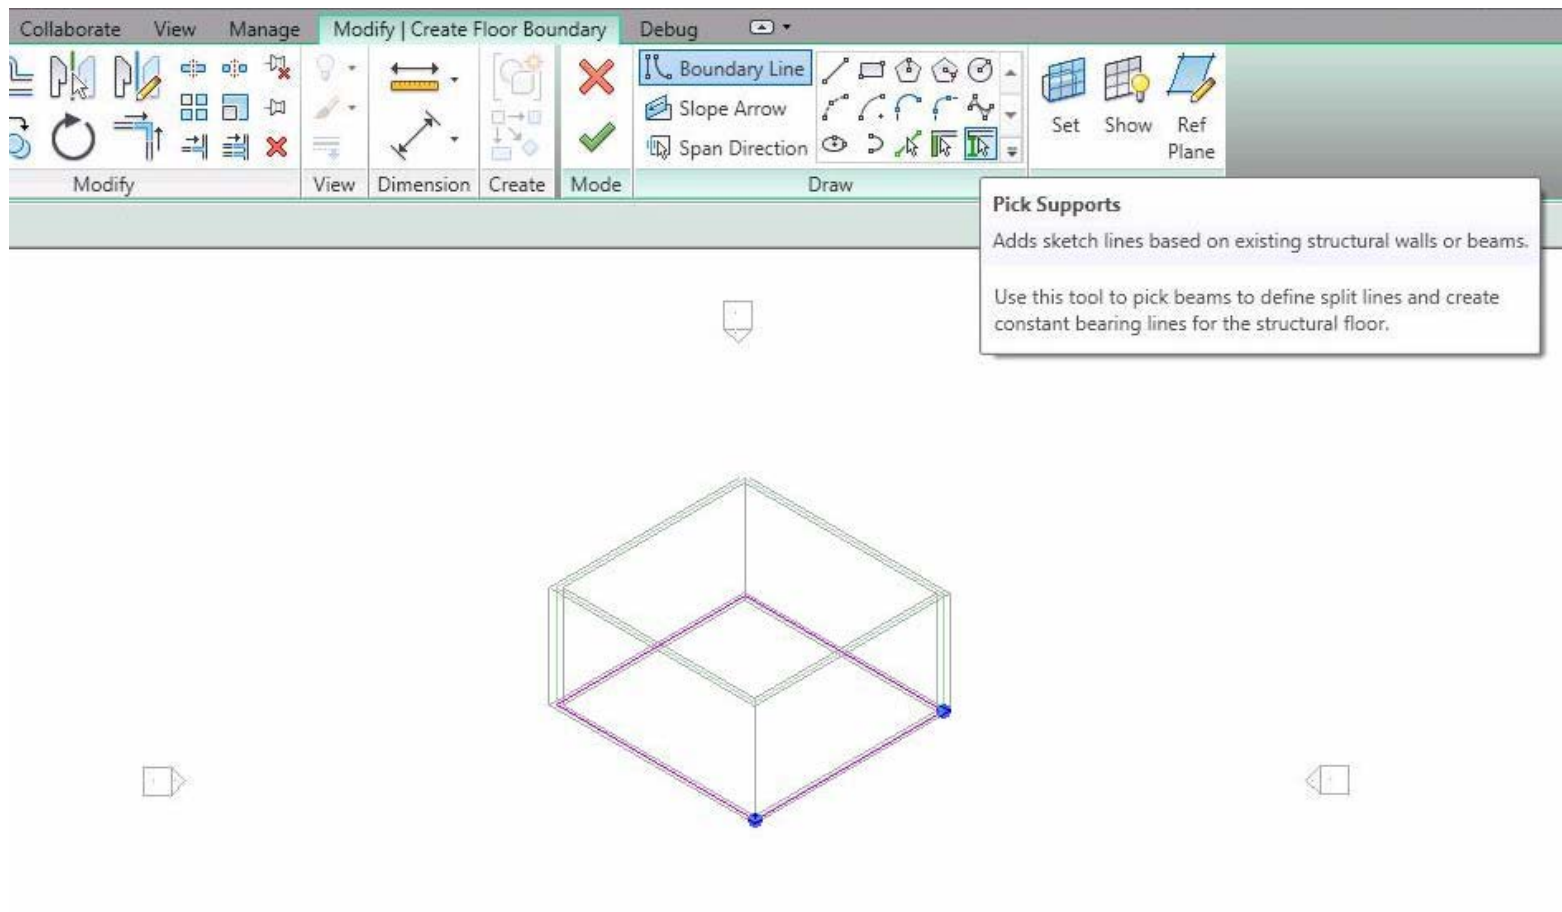 Collaborate View Manage Modify | Create Floor Boundary Debug
Boundary Line
Slope Arrow
Span Direction
Set Show Ref
Plane
Modify View Dimension Create Mode Draw
Pick Supports
Adds sketch lines based on existing structural walls or beams.
Use this tool to pick beams to define split lines and create
constant bearing lines for the structural floor.